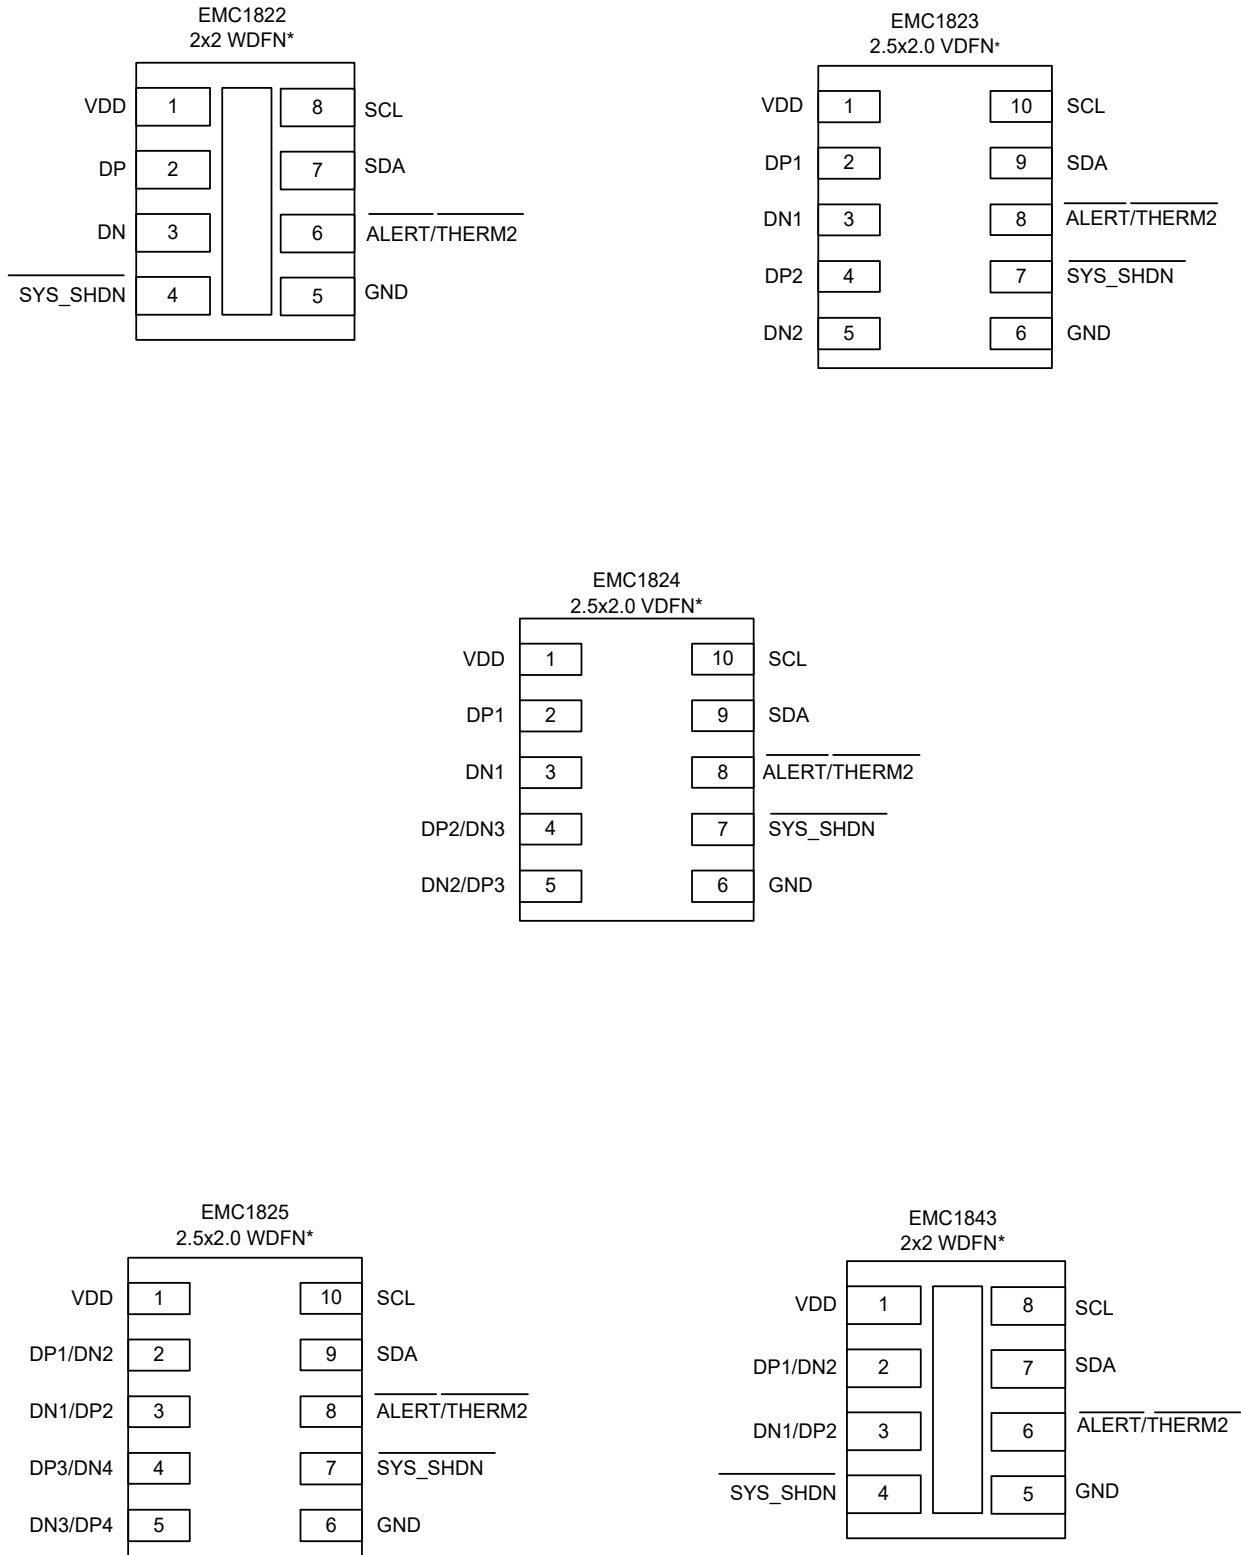 EMC1822
2x2 WDFN*
VDD 1 8 SCL
DP 2 7 SDA
DN 3 6 ALERT/THERM2
SYS_SHDN 4 5 GND
EMC1823
2.5x2.0 VDFN*
VDD 1 10 SCL
DP1 2 9 SDA
DN1 3 8 ALERT/THERM2
DP2 4 7 SYS_SHDN
DN2 5 6 GND
EMC1824
2.5x2.0 VDFN*
VDD 1 10 SCL
DP1 2 9 SDA
DN1 3 8 ALERT/THERM2
DP2/DN3 4 7 SYS_SHDN
DN2/DP3 5 6 GND
EMC1825
2.5x2.0 WDFN*
VDD 1 10 SCL
DP1/DN2 2 9 SDA
DN1/DP2 3 8 ALERT/THERM2
DP3/DN4 4 7 SYS_SHDN
DN3/DP4 5 6 GND
EMC1843
2x2 WDFN*
VDD 1 8 SCL
DP1/DN2 2 7 SDA
DN1/DP2 3 6 ALERT/THERM2
SYS_SHDN 4 5 GND